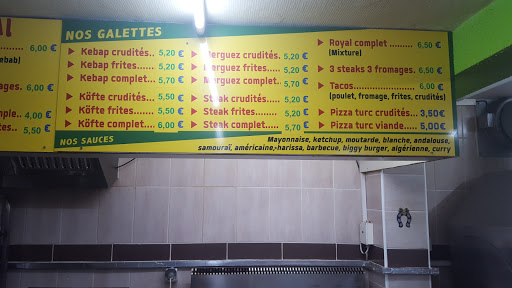 al
6,00 €
kebab)
ages. 6,00 €
mple.. 4,00 €
tes.. 5,50 €
NOS GALETTES
Kebap crudités.. 5,20 €
Kebap frites...... 5,20 €
Kebap complet... 5,70 €
Köfte crudités... 5,50 €
Köfte frites....... 5,50 €
Köfte complet.... 6,00 €
Merguez crudités. 5,20 €
Merguez frites.... 5,20 €
Merguez complet.. 5,70 €
Steak crudités..... 5,20 €
Steak frites........ 5,20 €
Steak complet..... 5,70 €
Royal complet .......... 6,50 €
(Mixture)
3 steaks 3 fromages. 6,50 €
Tacos.................. 6,00 €
(poulet, fromage, frites, crudités)
Pizza turc crudités ... 3,50€
Pizza turc viande..... 5,00€
NOS SAUCES
Mayonnaise, ketchup, moutarde, blanche, andalouse,
samouraï, américaine, harissa, barbecue, biggy burger, algérienne, curry